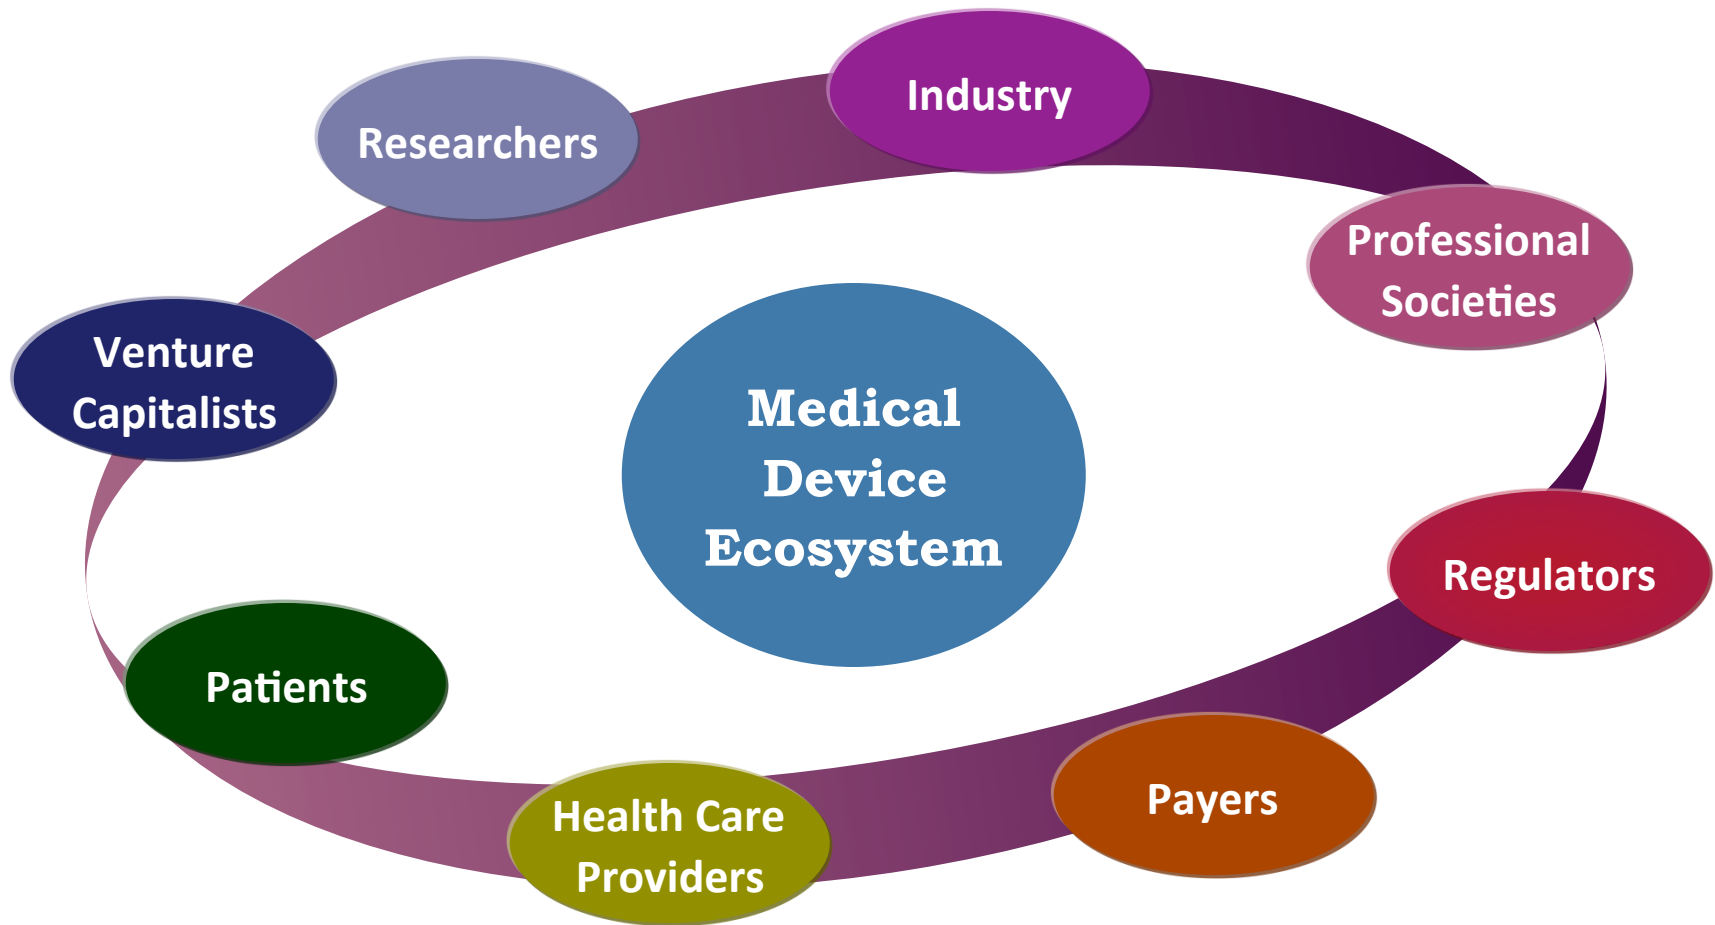 Industry
Researchers
Professional
Societies
Venture
Capitalists
Medical
Device
Ecosystem
Regulators
Patients
Payers
Health Care
Providers